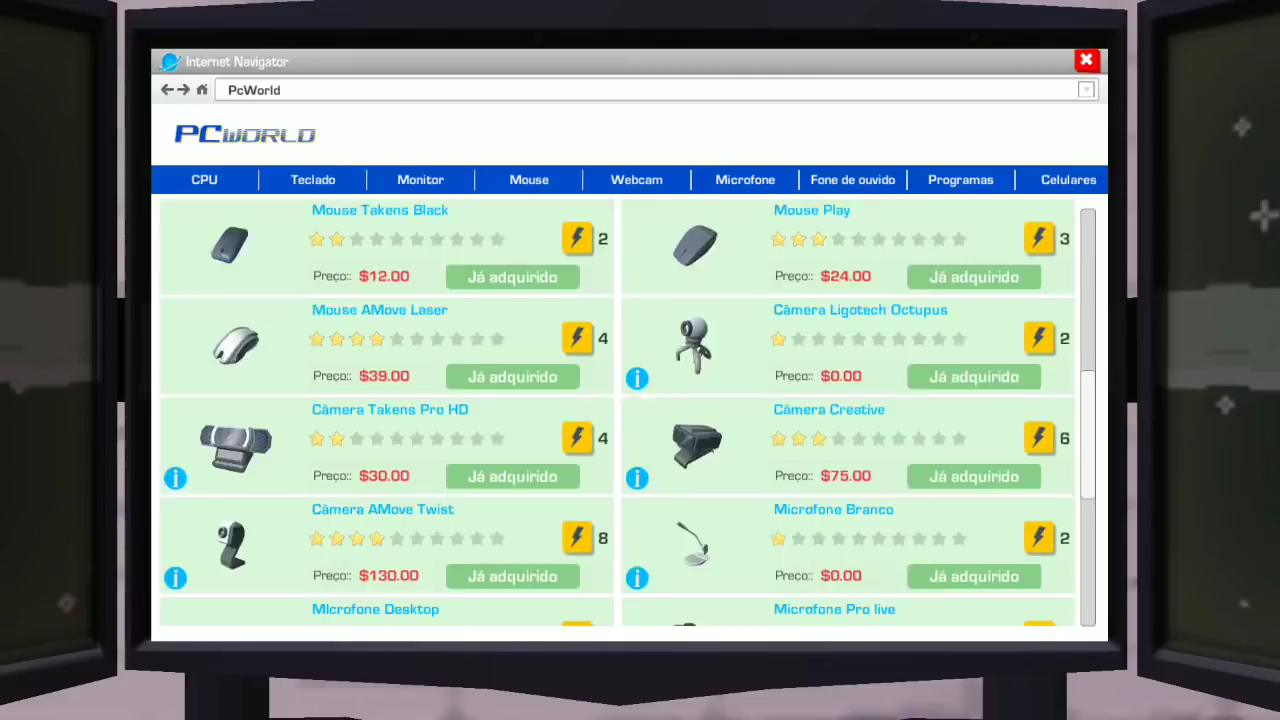 Internet Navigator
PcWorld
PCWORLD
CPU Teclado Monitor Mouse Webcam Microfone Fone de ouvido Programas Celulares
Mouse Takens Black
2
Preço:: $12.00 Já adquirido
Mouse Play
3
Preço:: $24.00 Já adquirido
Mouse AMove Laser
4
Preço:: $39.00 Já adquirido
Câmera Ligotech Octupus
2
Preço:: $0.00 Já adquirido
Câmera Takens Pro HD
4
Preço:: $30.00 Já adquirido
Câmera Creative
6
Preço:: $75.00 Já adquirido
Câmera AMove Twist
8
Preço:: $130.00 Já adquirido
Microfone Branco
2
Preço:: $0.00 Já adquirido
MIcrofone Desktop
Microfone Pro live